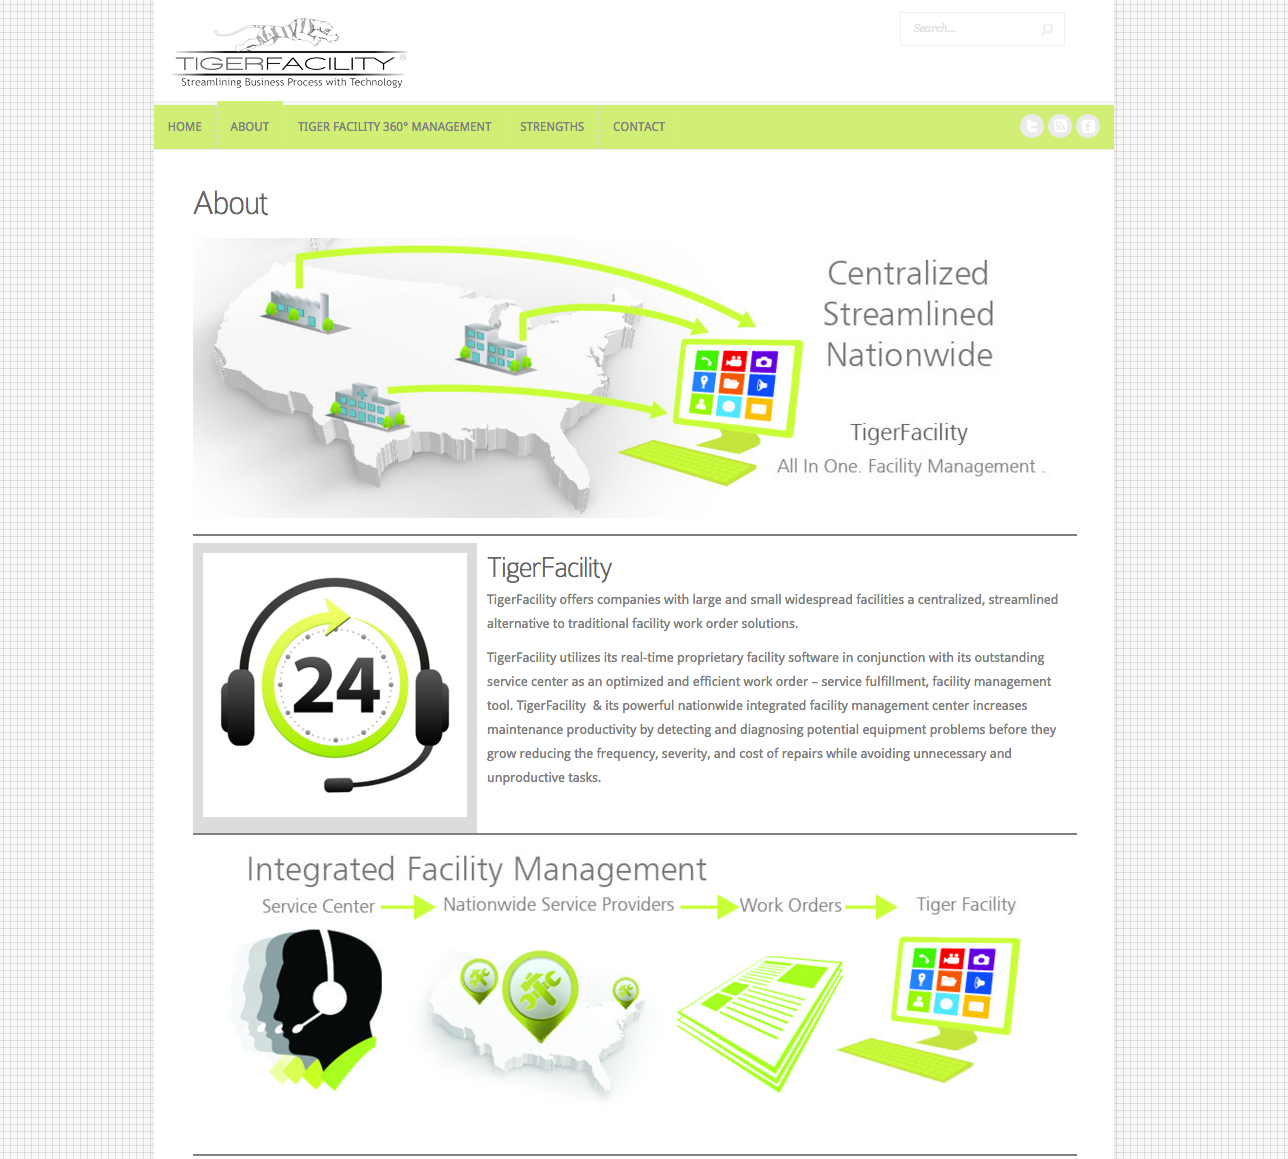 TIGERFACILITY®
Streamlining Business Process with Technology
Search...
HOME
ABOUT
TIGER FACILITY 360° MANAGEMENT
STRENGTHS
CONTACT
About
Centralized
Streamlined
Nationwide
TigerFacility
All In One. Facility Management .
24
TigerFacility
TigerFacility offers companies with large and small widespread facilities a centralized, streamlined
alternative to traditional facility work order solutions.
TigerFacility utilizes its real-time proprietary facility software in conjunction with its outstanding
service center as an optimized and efficient work order – service fulfillment, facility management
tool. TigerFacility & its powerful nationwide integrated facility management center increases
maintenance productivity by detecting and diagnosing potential equipment problems before they
grow reducing the frequency, severity, and cost of repairs while avoiding unnecessary and
unproductive tasks.
Integrated Facility Management
Service Center
Nationwide Service Providers
Work Orders
Tiger Facility